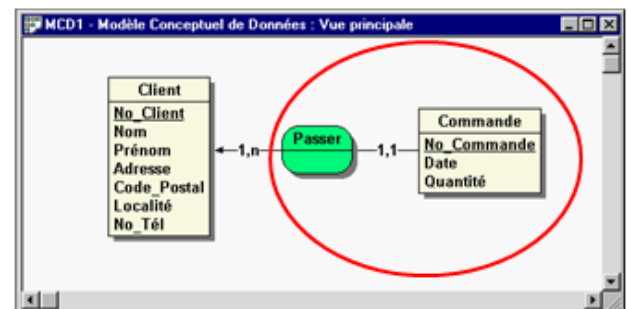 MCD1 - Modèle Conceptuel de Données : Vue principale
Client
No_Client
Nom
Prénom
Adresse
Code_Postal
Localité
No_Tél
1,n
Passer
1,1
Commande
No_Commande
Date
Quantité